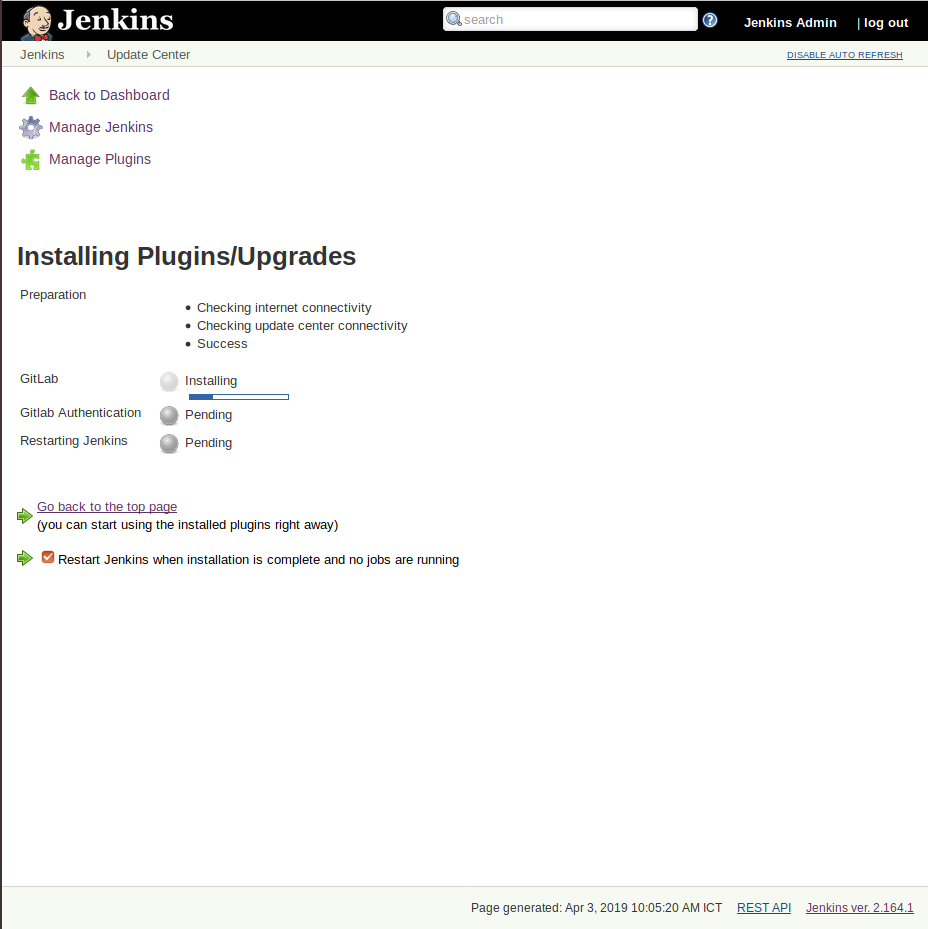 Jenkins
search
Jenkins Admin
| log out
Jenkins
Update Center
DISABLE AUTO REFRESH
Back to Dashboard
Manage Jenkins
Manage Plugins
Installing Plugins/Upgrades
Preparation
Checking internet connectivity
Checking update center connectivity
Success
GitLab
Installing
Gitlab Authentication
Pending
Restarting Jenkins
Pending
Go back to the top page
(you can start using the installed plugins right away)
Restart Jenkins when installation is complete and no jobs are running
Page generated: Apr 3, 2019 10:05:20 AM ICT
REST API
Jenkins ver. 2.164.1